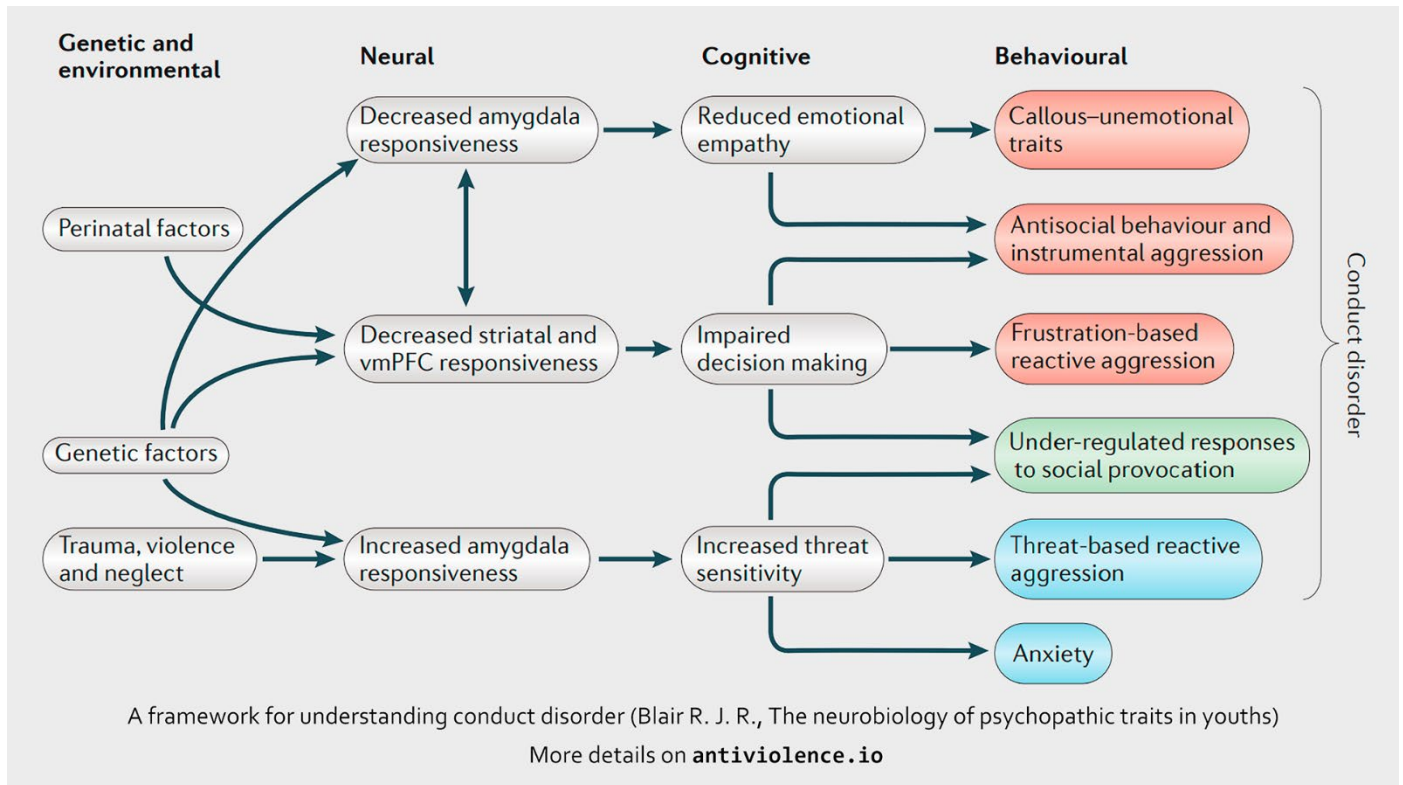 Genetic and
environmental
Neural
Cognitive
Behavioural
Decreased amygdala
responsiveness
Reduced emotional
empathy
Callous–unemotional
traits
Perinatal factors
Antisocial behaviour and
instrumental aggression
Decreased striatal and
vmPFC responsiveness
Impaired
decision making
Frustration-based
reactive aggression
Genetic factors
Under-regulated responses
to social provocation
Trauma, violence
and neglect
Increased amygdala
responsiveness
Increased threat
sensitivity
Threat-based reactive
aggression
Anxiety
Conduct disorder
A framework for understanding conduct disorder (Blair R. J. R., The neurobiology of psychopathic traits in youths)
More details on antiviolence.io